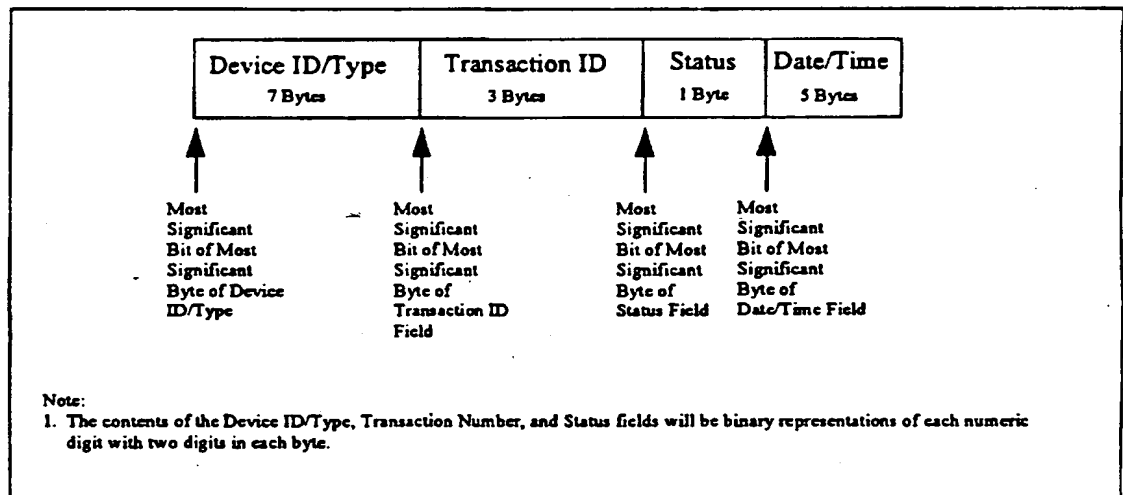 Device ID/Type Transaction ID Status Date/Time
7 Bytes 3 Bytes 1 Byte 5 Bytes
Most
Significant
Bit of Most
Significant
Byte of Device
ID/Type
Most
Significant
Bit of Most
Significant
Byte of
Transaction ID
Field
Most
Significant
Bit of Most
Significant
Byte of
Status Field
Most
Significant
Bit of Most
Significant
Byte of
Date/Time Field
Note:
1. The contents of the Device ID/Type, Transaction Number, and Status fields will be binary representations of each numeric
digit with two digits in each byte.